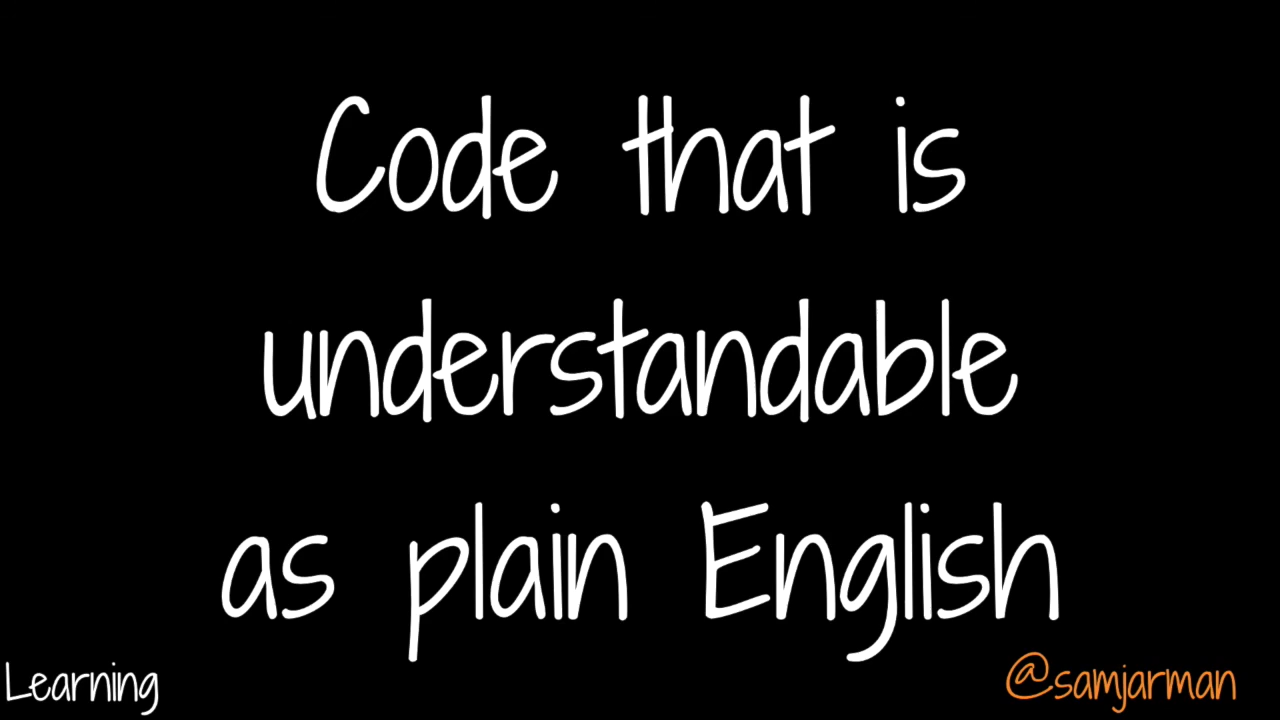 Code that is
understandable
as plain English
Learning
@samjarman